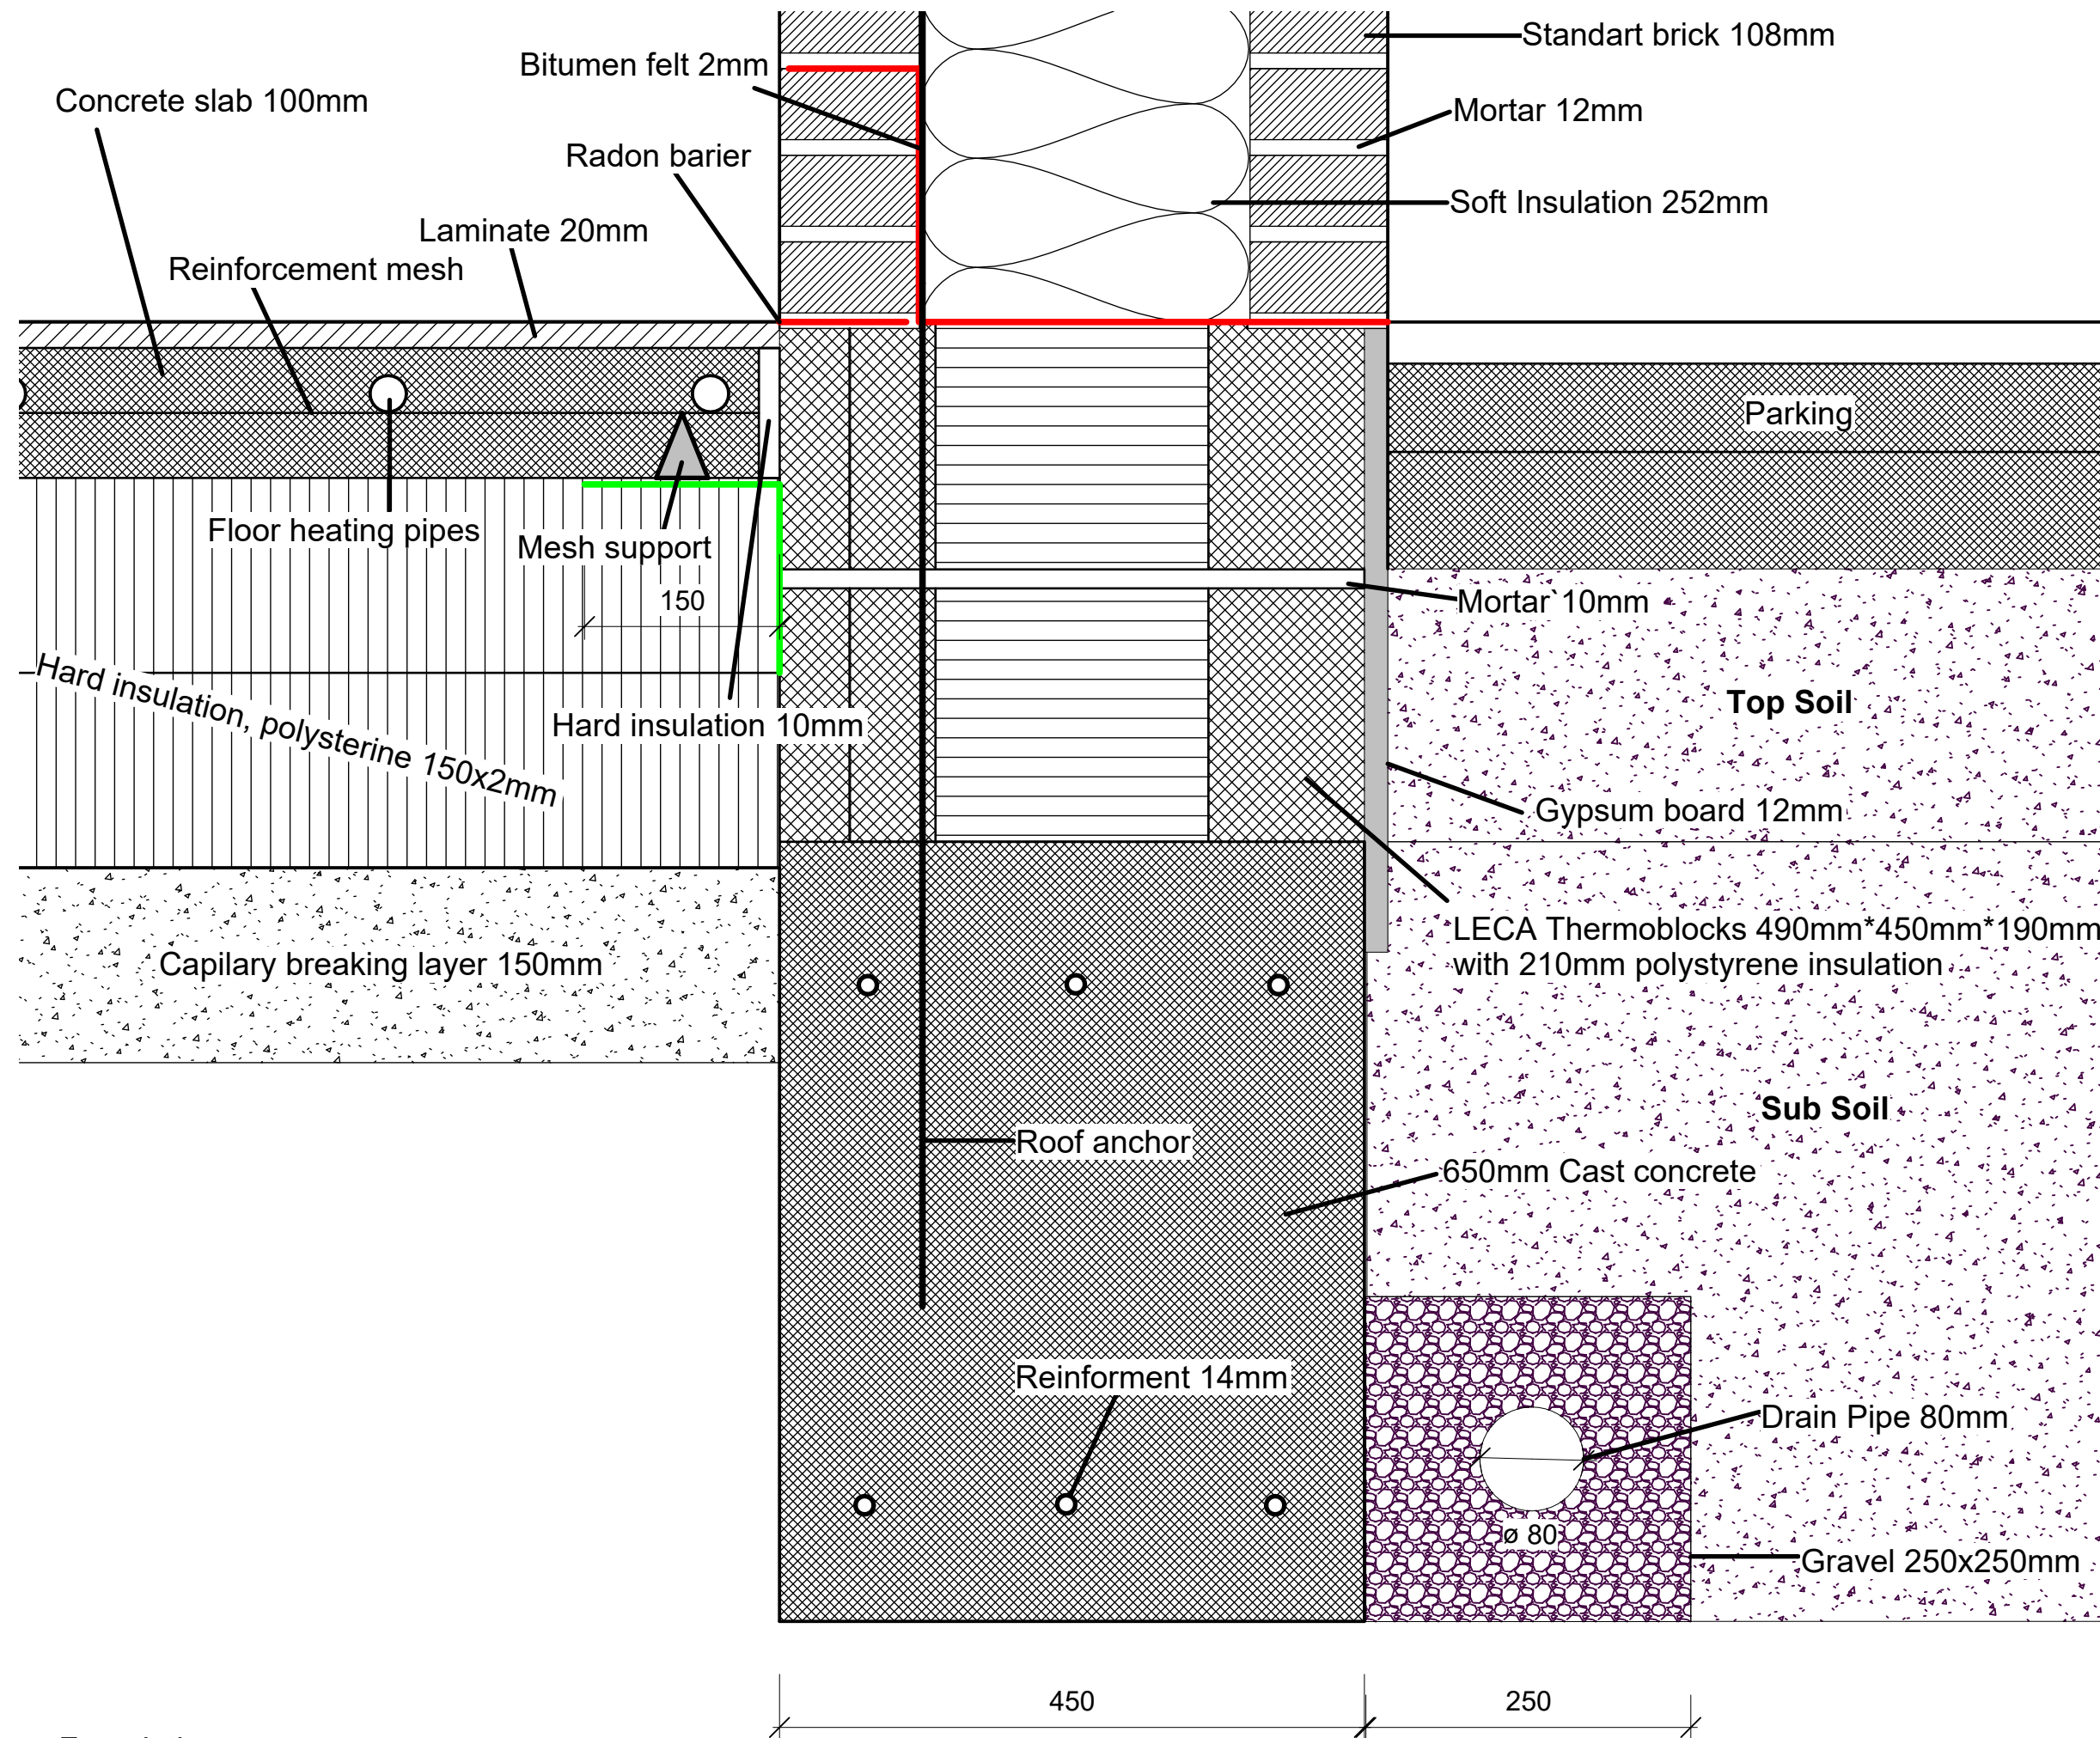 Standart brick 108mm
Bitumen felt 2mm
Concrete slab 100mm
Mortar 12mm
Radon barier
Soft Insulation 252mm
Laminate 20mm
Reinforcement mesh
Parking
Floor heating pipes
Mesh support
150
Mortar`10mm
Hard insulation, polysterine 150x2mm
Hard insulation 10mm
Top Soil
Gypsum board 12mm
LECA Thermoblocks 490mm*450mm*190mm
with 210mm polystyrene insulation
Capilary breaking layer 150mm
Sub Soil
Roof anchor
650mm Cast concrete
Reinforment 14mm
Drain Pipe 80mm
ø 80
Gravel 250x250mm
450
250